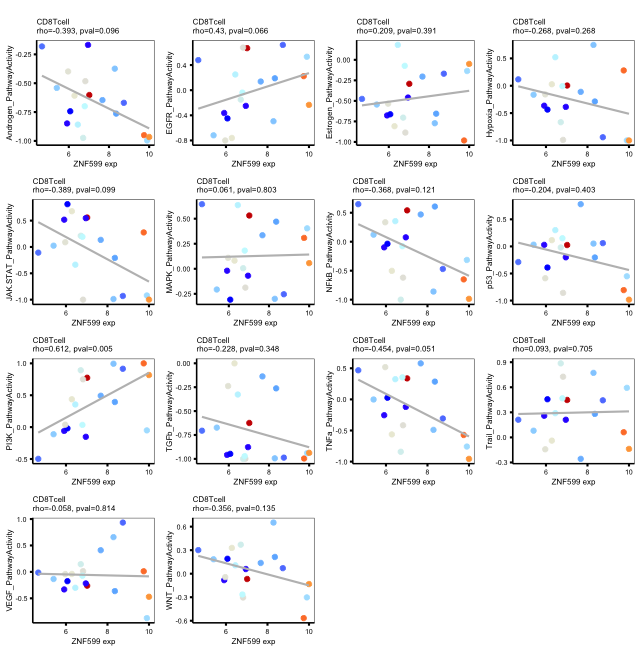 CD8Tcell
rho=-0.393, pval=0.096
Androgen_PathwayActivity
-0.25
-0.50
-0.75
-1.00
6 8 10
ZNF599 exp
CD8Tcell
rho=0.43, pval=0.066
EGFR_PathwayActivity
0.8
0.4
0.0
-0.4
-0.8
6 8 10
ZNF599 exp
CD8Tcell
rho=0.209, pval=0.391
Estrogen_PathwayActivity
0.00
-0.25
-0.50
-0.75
-1.00
6 8 10
ZNF599 exp
CD8Tcell
rho=-0.268, pval=0.268
Hypoxia_PathwayActivity
0.5
0.0
-0.5
-1.0
6 8 10
ZNF599 exp
CD8Tcell
rho=-0.389, pval=0.099
JAK.STAT_PathwayActivity
0.5
0.0
-0.5
-1.0
6 8 10
ZNF599 exp
CD8Tcell
rho=0.061, pval=0.803
MAPK_PathwayActivity
0.50
0.25
0.00
-0.25
6 8 10
ZNF599 exp
CD8Tcell
rho=-0.368, pval=0.121
NFkB_PathwayActivity
0.5
0.0
-0.5
-1.0
6 8 10
ZNF599 exp
CD8Tcell
rho=-0.204, pval=0.403
p53_PathwayActivity
0.5
0.0
-0.5
-1.0
6 8 10
ZNF599 exp
CD8Tcell
rho=0.612, pval=0.005
PI3K_PathwayActivity
1.0
0.5
0.0
-0.5
6 8 10
ZNF599 exp
CD8Tcell
rho=-0.228, pval=0.348
TGFb_PathwayActivity
0.00
-0.25
-0.50
-0.75
-1.00
6 8 10
ZNF599 exp
CD8Tcell
rho=-0.454, pval=0.051
TNFa_PathwayActivity
0.5
0.0
-0.5
-1.0
6 8 10
ZNF599 exp
CD8Tcell
rho=0.093, pval=0.705
Trail_PathwayActivity
0.9
0.6
0.3
0.0
-0.3
6 8 10
ZNF599 exp
CD8Tcell
rho=-0.058, pval=0.814
VEGF_PathwayActivity
1.0
0.5
0.0
-0.5
6 8 10
ZNF599 exp
CD8Tcell
rho=-0.356, pval=0.135
WNT_PathwayActivity
0.6
0.3
0.0
-0.3
-0.6
6 8 10
ZNF599 exp